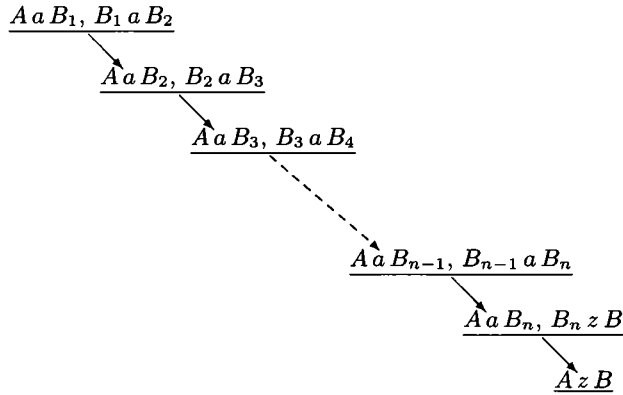 A a B₁, B₁ a B₂
A a B₂, B₂ a B₃
A a B₃, B₃ a B₄
A a Bₙ₋₁, Bₙ₋₁ a Bₙ
A a Bₙ, Bₙ z B
A z B